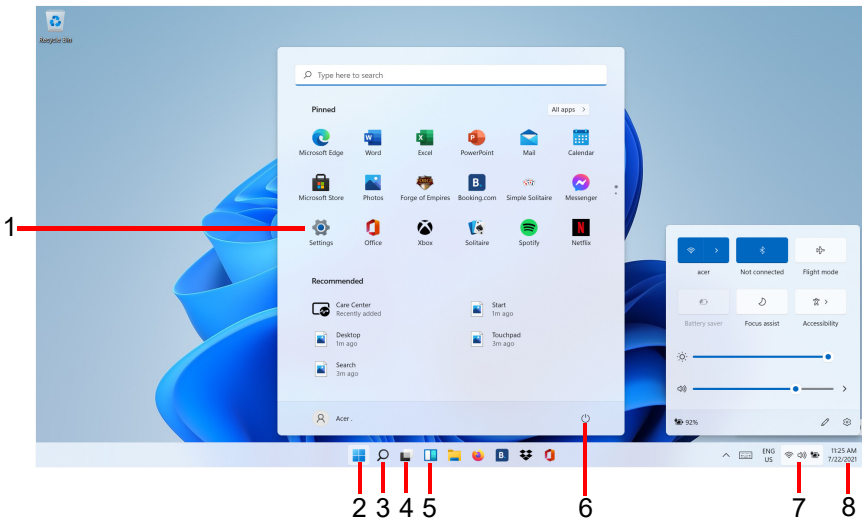 Recycle Bin
Type here to search
Pinned
All apps >
Microsoft Edge
Word
Excel
PowerPoint
Mail
Calendar
Microsoft Store
Photos
Forge of Empires
Booking.com
Simple Solitaire
Messenger
Settings
Office
Xbox
Solitaire
Spotify
Netflix
Recommended
Care Center
Recently added
Start
1m ago
Desktop
1m ago
Touchpad
3m ago
Search
3m ago
Acer .
acer
Not connected
Flight mode
Battery saver
Focus assist
Accessibility
92%
ENG
US
11:25 AM
7/22/2021
1
2 3 4 5 6 7 8